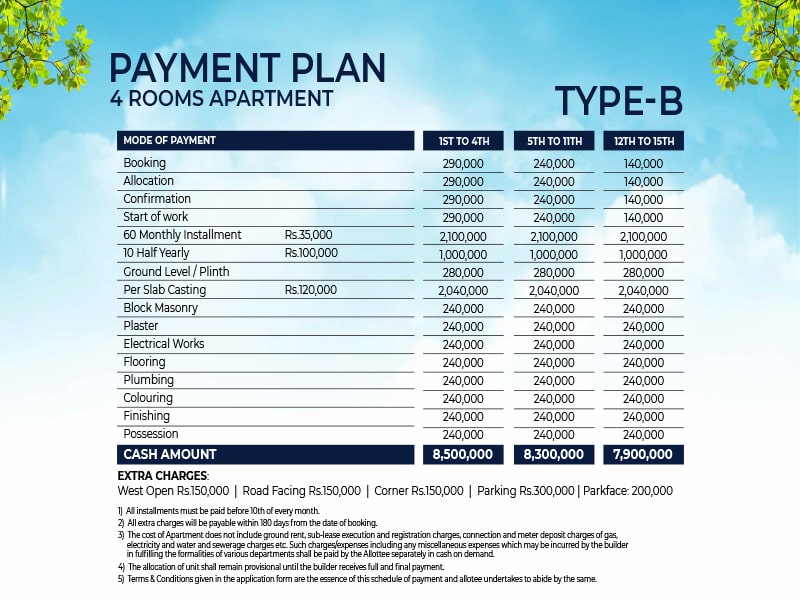 PAYMENT PLAN
4 ROOMS APARTMENT
TYPE-B
MODE OF PAYMENT 1ST TO 4TH 5TH TO 11TH 12TH TO 15TH
Booking 290,000 240,000 140,000
Allocation 290,000 240,000 140,000
Confirmation 290,000 240,000 140,000
Start of work 290,000 240,000 140,000
60 Monthly Installment Rs.35,000 2,100,000 2,100,000 2,100,000
10 Half Yearly Rs.100,000 1,000,000 1,000,000 1,000,000
Ground Level / Plinth 280,000 280,000 280,000
Per Slab Casting Rs.120,000 2,040,000 2,040,000 2,040,000
Block Masonry 240,000 240,000 240,000
Plaster 240,000 240,000 240,000
Electrical Works 240,000 240,000 240,000
Flooring 240,000 240,000 240,000
Plumbing 240,000 240,000 240,000
Colouring 240,000 240,000 240,000
Finishing 240,000 240,000 240,000
Possession 240,000 240,000 240,000
CASH AMOUNT 8,500,000 8,300,000 7,900,000
EXTRA CHARGES:
West Open Rs.150,000 | Road Facing Rs.150,000 | Corner Rs.150,000 | Parking Rs.300,000 | Parkface: 200,000
1) All installments must be paid before 10th of every month.
2) All extra charges will be payable within 180 days from the date of booking.
3) The cost of Apartment does not include ground rent, sub-lease execution and registration charges, connection and meter deposit charges of gas,
electricity and water and sewerage charges etc. Such charges/expenses including any miscellaneous expenses which may be incurred by the builder
in fulfilling the formalities of various departments shall be paid by the Allottee separately in cash on demand.
4) The allocation of unit shall remain provisional until the builder receives full and final payment.
5) Terms & Conditions given in the application form are the essence of this schedule of payment and allotee undertakes to abide by the same.